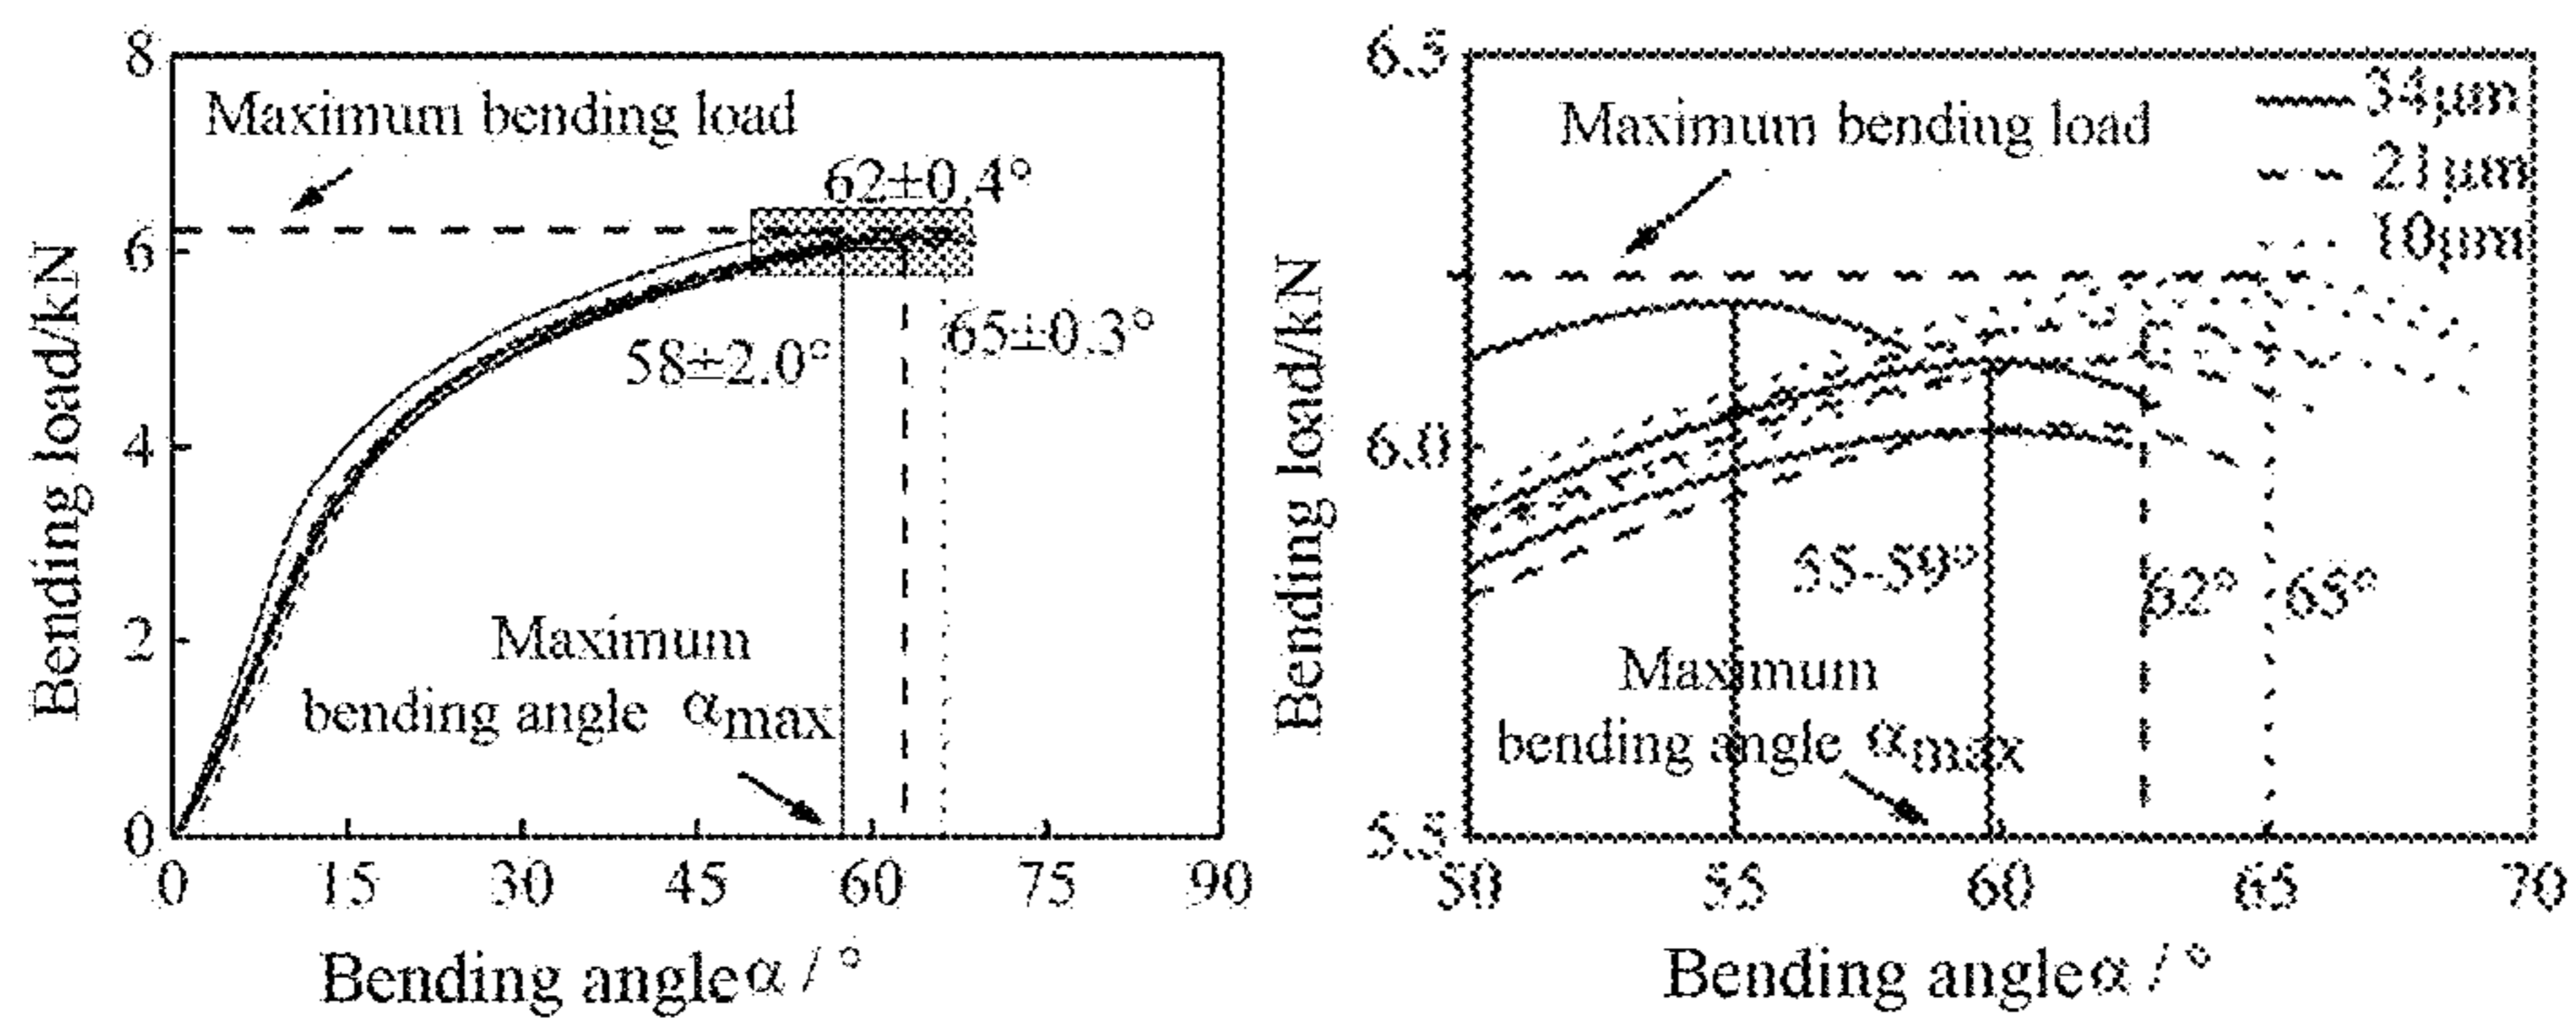 8
Maximum bending load
62±0.4°
6
65±0.3°
58±2.0°
4
2
Maximum
bending angle αmax
0
0 15 30 45 60 75 90
Bending load/kN
Bending angleα / °
6.5
34μm
Maximum bending load
21μm
10μm
6.0
55-59°
62°
65°
Maximum
bending angle αmax
5.5
50 55 60 65 70
Bending load/kN
Bending angleα / °